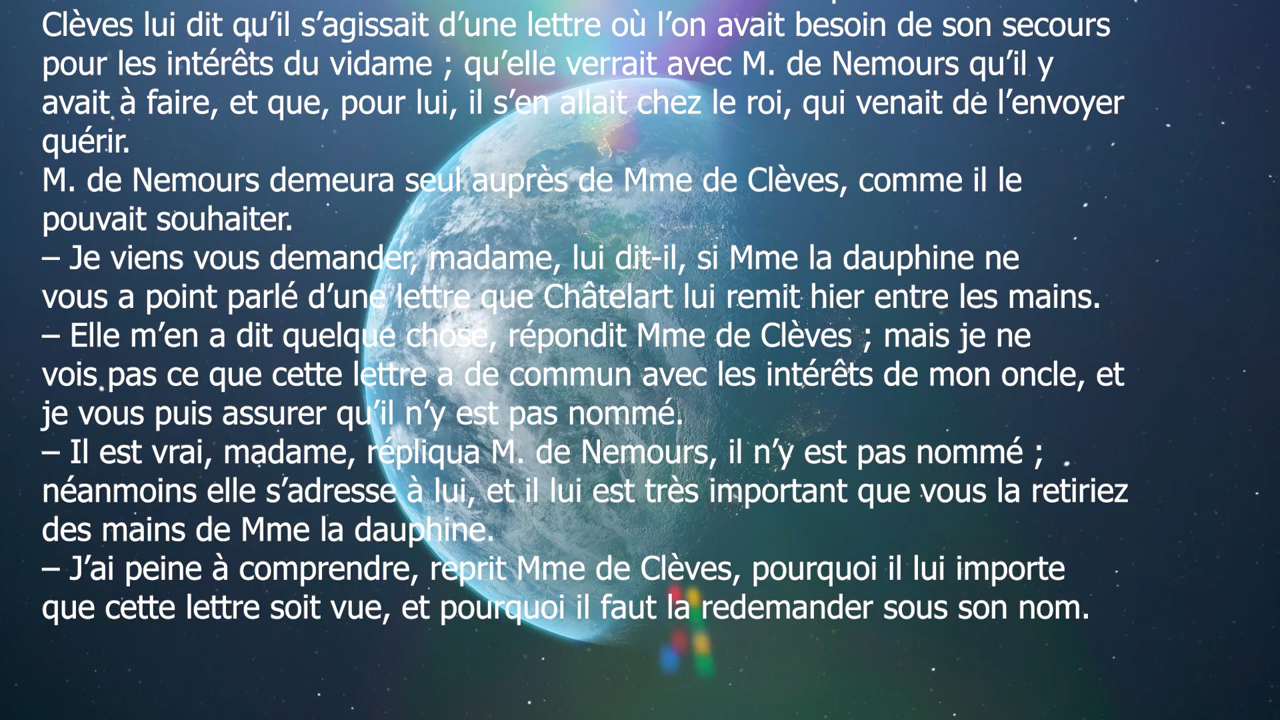 Clèves lui dit qu’il s’agissait d’une lettre où l’on avait besoin de son secours
pour les intérêts du vidame ; qu’elle verrait avec M. de Nemours qu’il y
avait à faire, et que, pour lui, il s’en allait chez le roi, qui venait de l’envoyer
quérir.
M. de Nemours demeura seul auprès de Mme de Clèves, comme il le
pouvait souhaiter.
– Je viens vous demander, madame, lui dit-il, si Mme la dauphine ne
vous a point parlé d’une lettre que Châtelart lui remit hier entre les mains.
– Elle m’en a dit quelque chose, répondit Mme de Clèves ; mais je ne
vois pas ce que cette lettre a de commun avec les intérêts de mon oncle, et
je vous puis assurer qu’il n’y est pas nommé.
– Il est vrai, madame, répliqua M. de Nemours, il n’y est pas nommé ;
néanmoins elle s’adresse à lui, et il lui est très important que vous la retiriez
des mains de Mme la dauphine.
– J’ai peine à comprendre, reprit Mme de Clèves, pourquoi il lui importe
que cette lettre soit vue, et pourquoi il faut la redemander sous son nom.